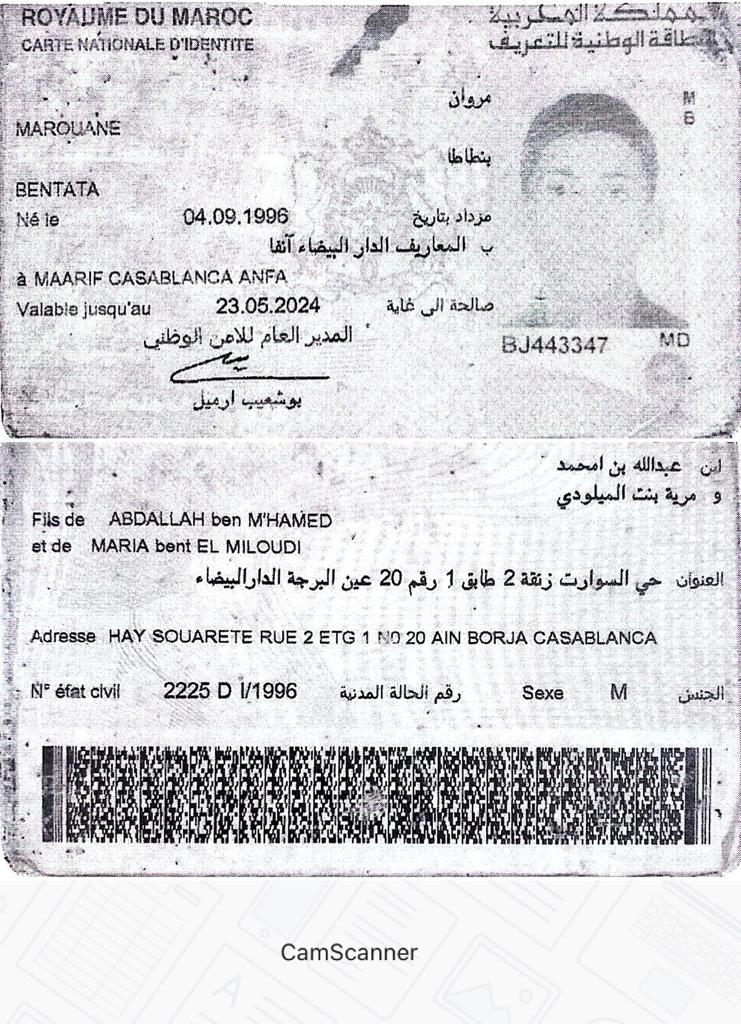 ROYAUME DU MAROC
المملكة المغربية
CARTE NATIONALE D'IDENTITE
البطاقة الوطنية للتعريف
مروان
M
B
MAROUANE
بنطاطا
BENTATA
Né le 04.09.1996 مزداد بتاريخ
ب المعاريف الدار البيضاء آنفا
à MAARIF CASABLANCA ANFA
Valable jusqu'au 23.05.2024 صالحة الى غاية
المدير العام للامن الوطني
BJ443347 MD
بوشعيب ارميل
ابن عبدالله بن امحمد
و مرية بنت الميلودي
Fils de ABDALLAH ben M'HAMED
et de MARIA bent EL MILOUDI
العنوان حي السوارت زنقة 2 طابق 1 رقم 20 عين البرجة الدارالبيضاء
Adresse HAY SOUARETE RUE 2 ETG 1 N0 20 AIN BORJA CASABLANCA
N° état civil 2225 D I/1996 رقم الحالة المدنية Sexe M الجنس
CamScanner